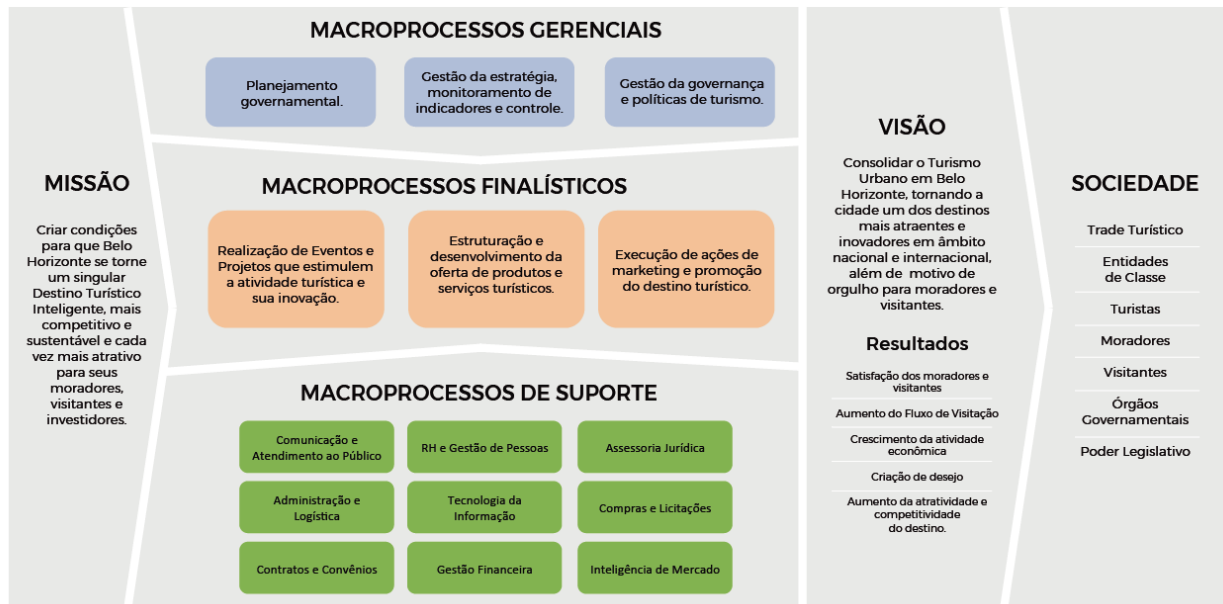 MISSÃO
Criar condições
para que Belo
Horizonte se torne
um singular
Destino Turístico
Inteligente, mais
competitivo e
sustentável e cada
vez mais atrativo
para seus
moradores,
visitantes e
investidores.
MACROPROCESSOS GERENCIAIS
Planejamento
governamental.
Gestão da estratégia,
monitoramento de
indicadores e controle.
Gestão da governança
e políticas de turismo.
MACROPROCESSOS FINALÍSTICOS
Realização de Eventos e
Projetos que estimulem
a atividade turística e
sua inovação.
Estruturação e
desenvolvimento da
oferta de produtos e
serviços turísticos.
Execução de ações de
marketing e promoção
do destino turístico.
MACROPROCESSOS DE SUPORTE
Comunicação e
Atendimento ao Público
RH e Gestão de Pessoas
Assessoria Jurídica
Administração e
Logística
Tecnologia da
Informação
Compras e Licitações
Contratos e Convênios
Gestão Financeira
Inteligência de Mercado
VISÃO
Consolidar o Turismo
Urbano em Belo
Horizonte, tornando a
cidade um dos destinos
mais atraentes e
inovadores em âmbito
nacional e internacional,
além de motivo de
orgulho para moradores e
visitantes.
Resultados
Satisfação dos moradores e
visitantes
Aumento do Fluxo de Visitação
Crescimento da atividade
econômica
Criação de desejo
Aumento da atratividade e
competitividade
do destino.
SOCIEDADE
Trade Turístico
Entidades
de Classe
Turistas
Moradores
Visitantes
Órgãos
Governamentais
Poder Legislativo